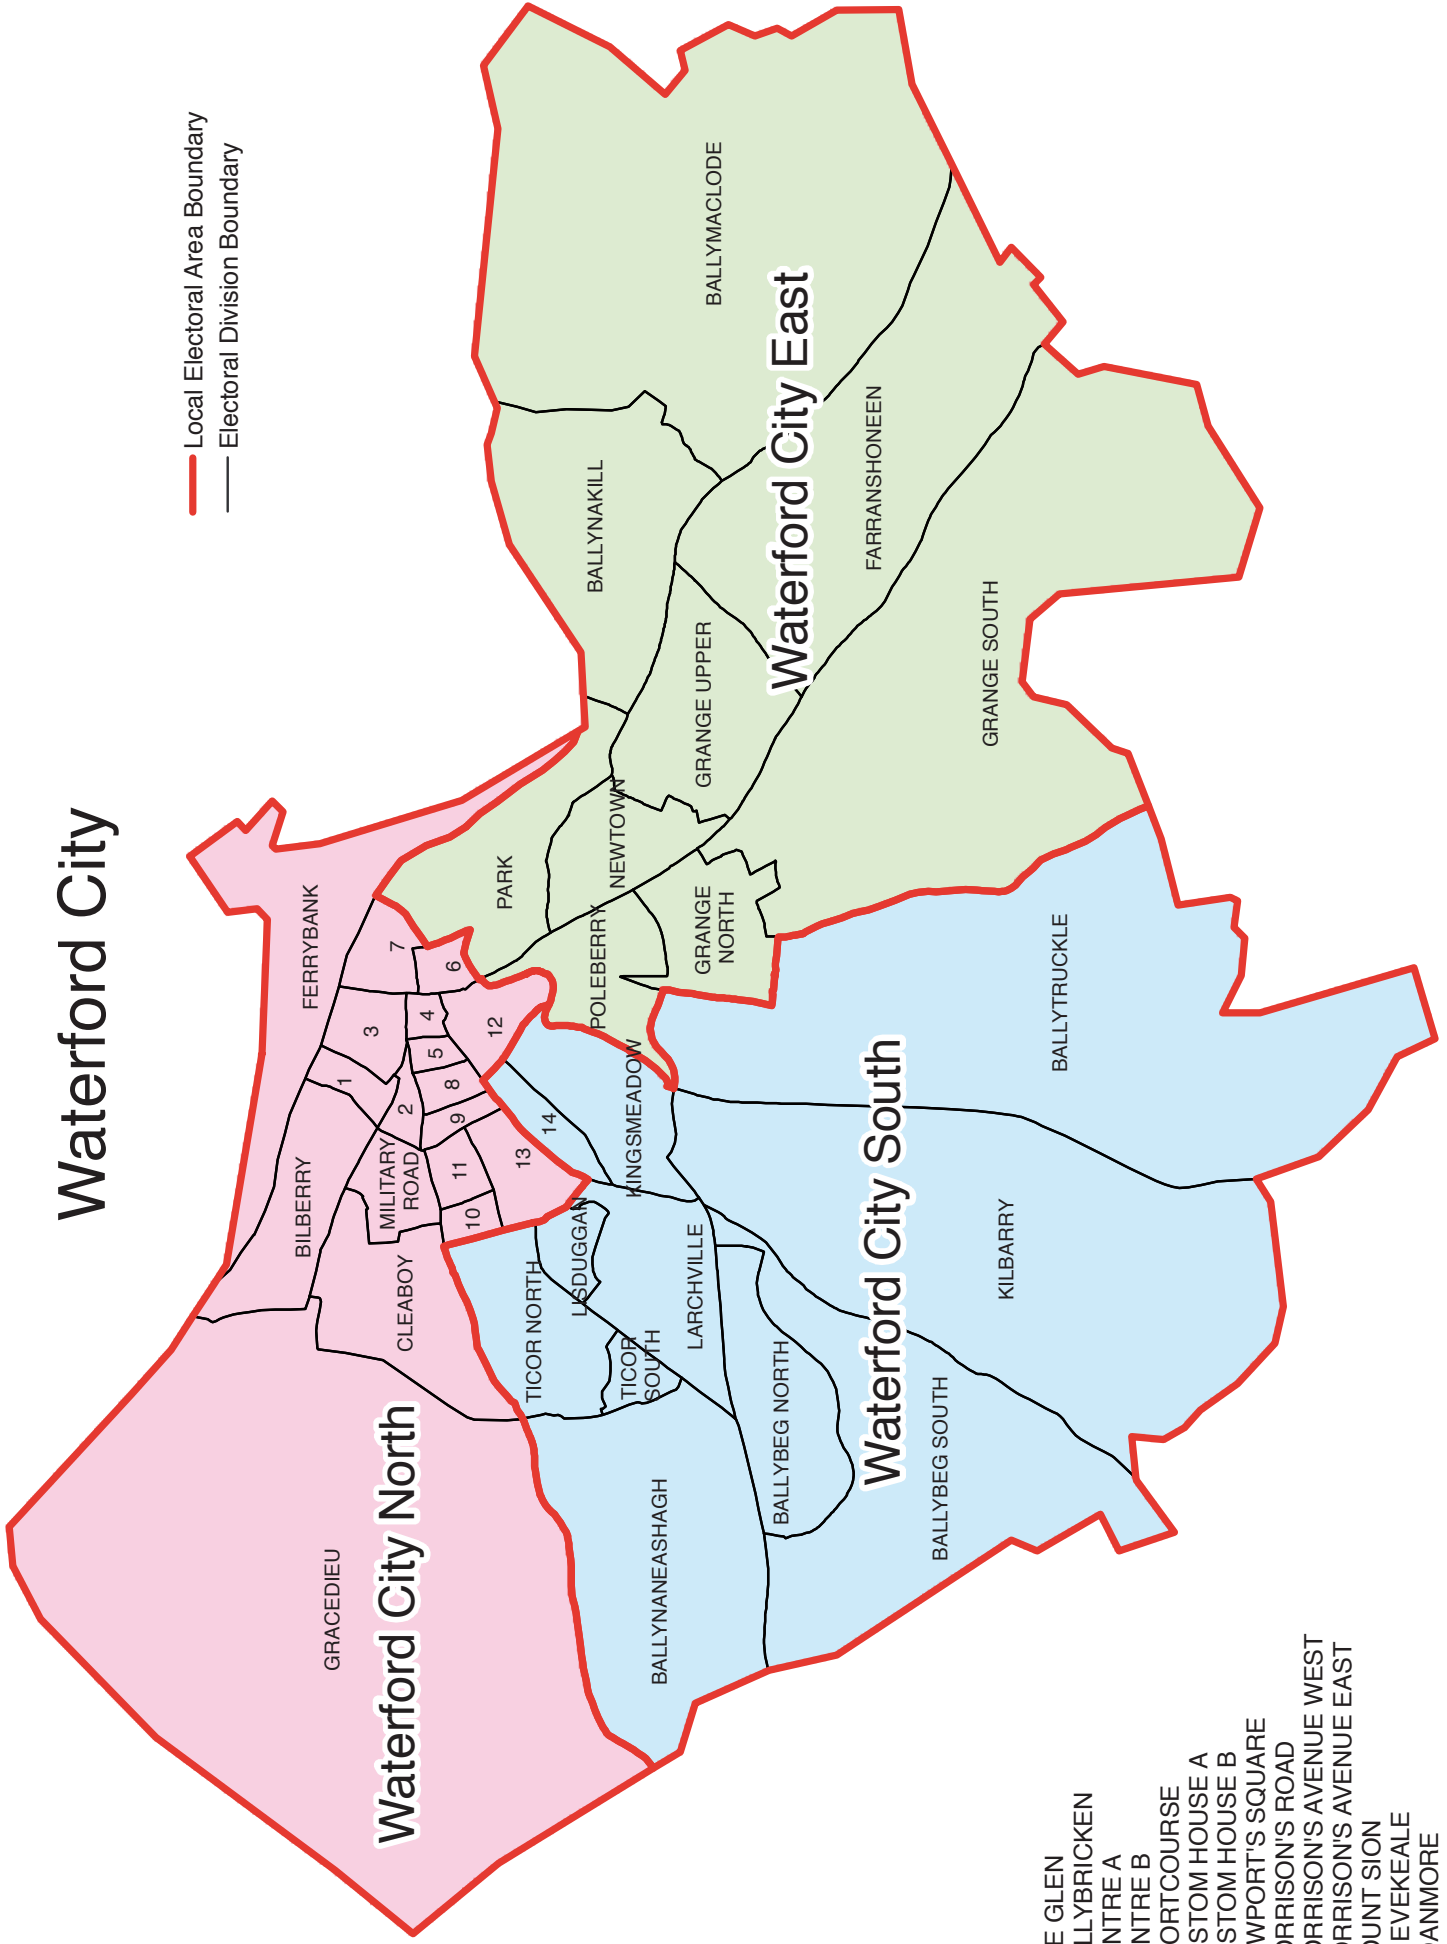 Waterford City
Local Electoral Area Boundary
Electoral Division Boundary
FERRYBANK
BILBERRY
GRACEDIEU
Waterford City North
CLEABOY
MILITARY
ROAD
1
2
3
4
5
6
7
8
9
10
11
12
13
14
PARK
NEWTOWN
POLEBERRY
GRANGE
NORTH
GRANGE UPPER
BALLYNAKILL
BALLYMACLODE
Waterford City East
FARRANSHONEEN
GRANGE SOUTH
KINGSMEADOW
LISDUGGAN
TICOR NORTH
TICOR
SOUTH
LARCHVILLE
BALLYNANEASHAGH
BALLYBEG NORTH
Waterford City South
BALLYBEG SOUTH
KILBARRY
BALLYTRUCKLE
E GLEN
LLYBRICKEN
NTRE A
NTRE B
ORTCOURSE
STOM HOUSE A
STOM HOUSE B
WPORT'S SQUARE
ORRISON'S ROAD
ORRISON'S AVENUE WEST
ORRISON'S AVENUE EAST
OUNT SION
EVEKEALE
ANMORE